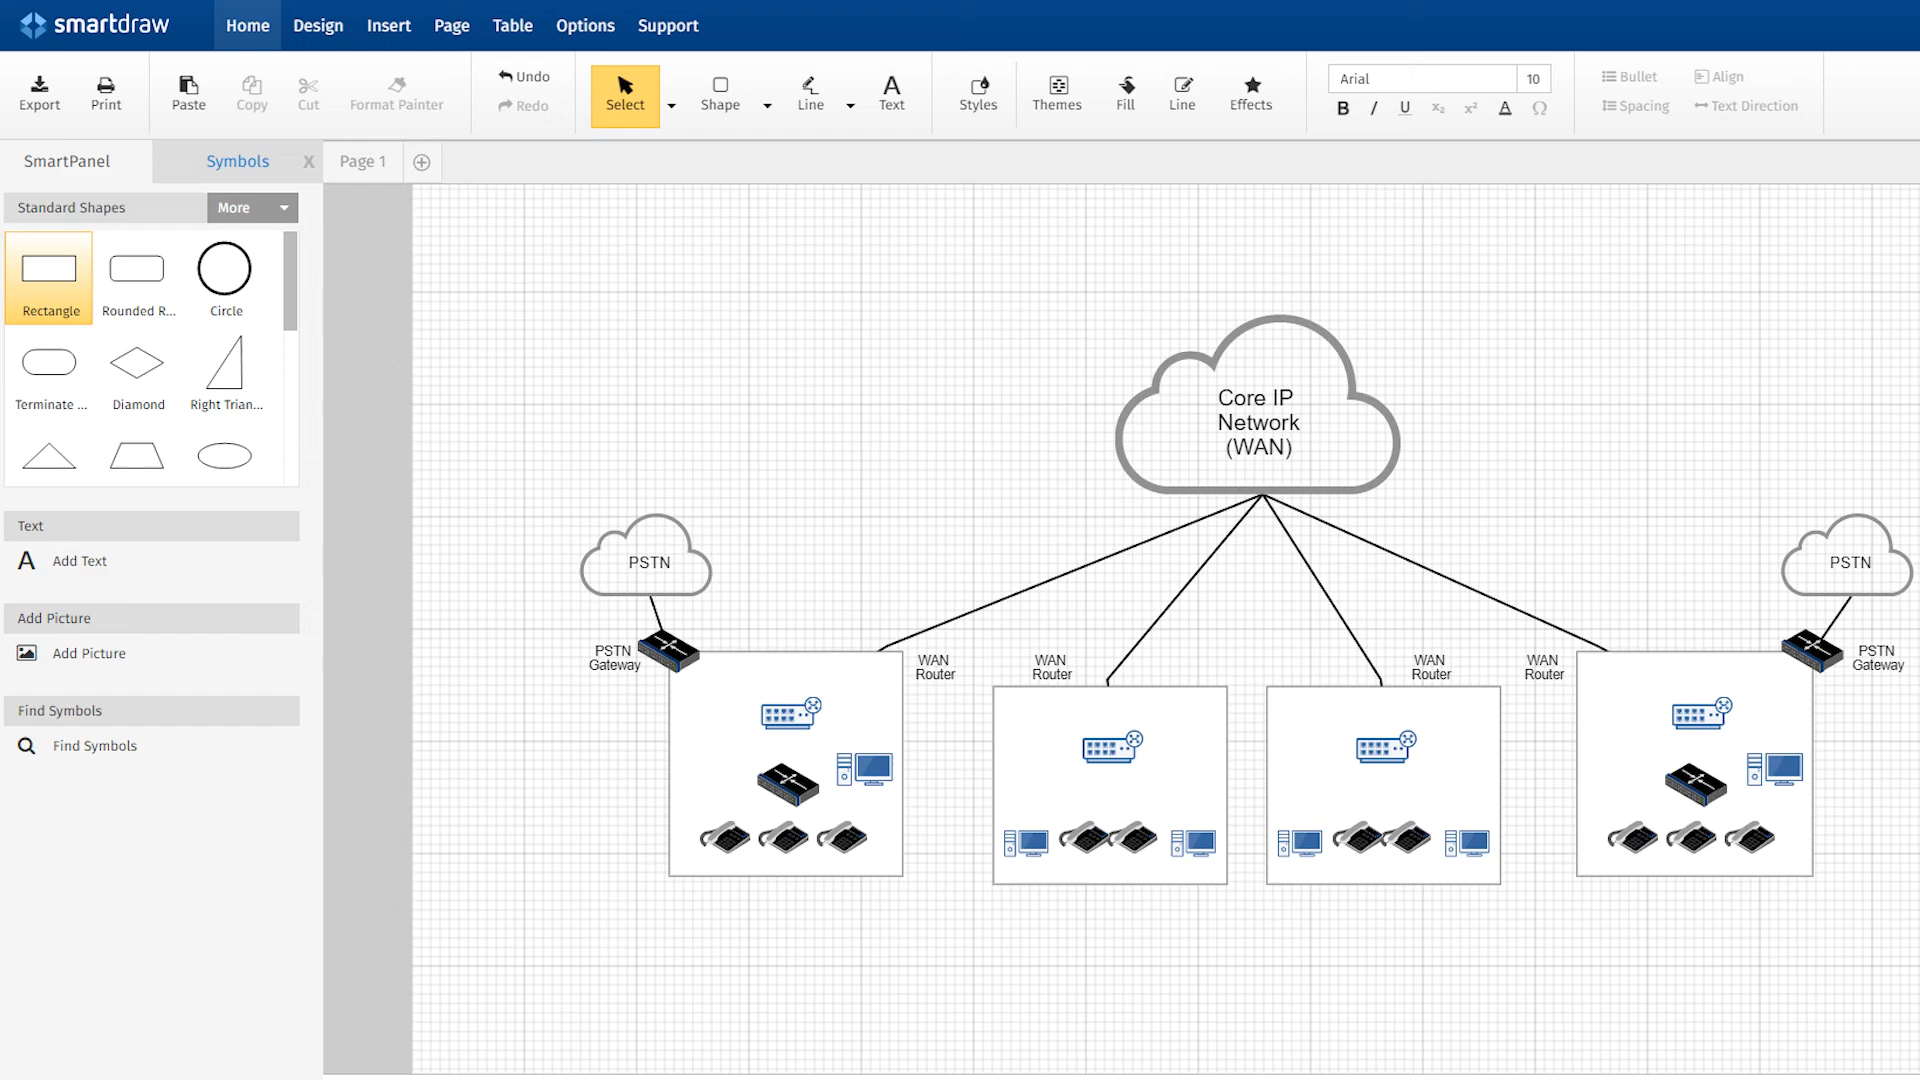 smartdraw
Home Design Insert Page Table Options Support
Export Print Paste Copy Cut Format Painter
Undo
Redo
Select Shape Line Text Styles Themes Fill Line Effects
Arial 10
B I U x₂ x² A Ω
Bullet Align
Spacing Text Direction
SmartPanel Symbols X Page 1
Standard Shapes More
Rectangle Rounded R... Circle
Terminate ... Diamond Right Trian...
Text
A Add Text
Add Picture
Add Picture
Find Symbols
Find Symbols
Core IP
Network
(WAN)
PSTN
PSTN
PSTN
Gateway
WAN
Router
WAN
Router
WAN
Router
WAN
Router
PSTN
Gateway